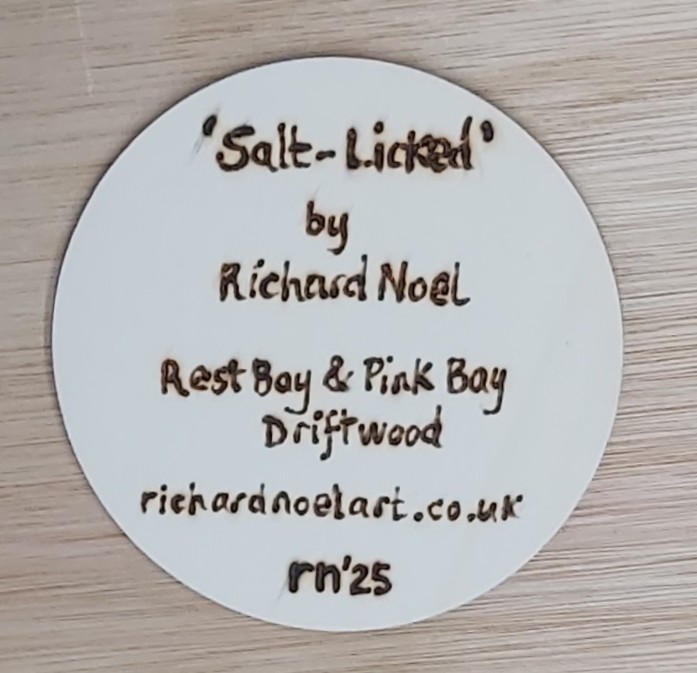 'Salt-Licked'
by
Richard Noel
Rest Bay & Pink Bay
Driftwood
richardnoelart.co.uk
rn'25